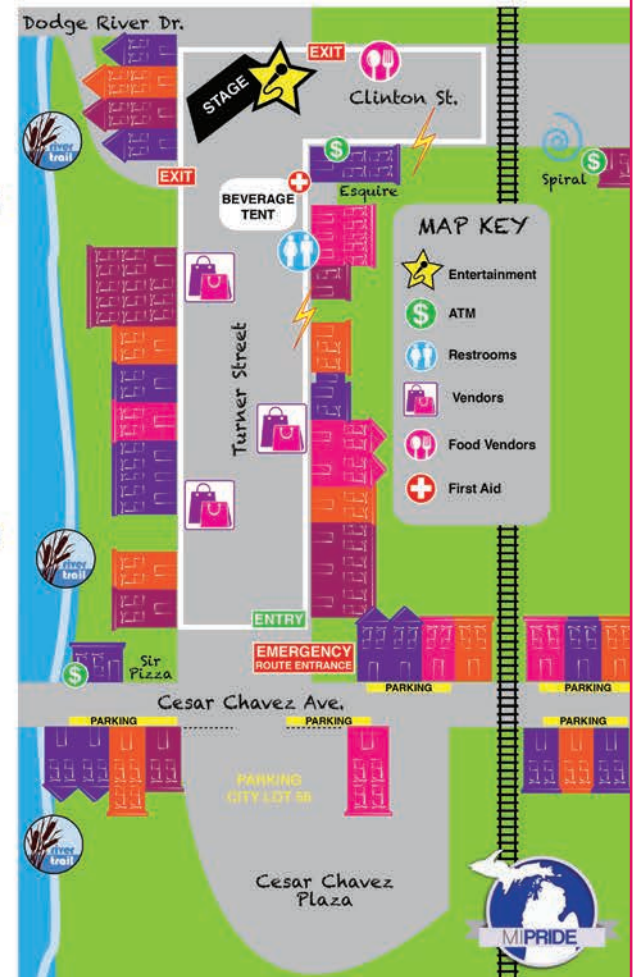 Dodge River Dr.
EXIT
STAGE
Clinton St.
river
trail
$
$
EXIT
Esquire
Spiral
BEVERAGE
TENT
MAP KEY
Entertainment
$
ATM
Restrooms
Vendors
Food Vendors
First Aid
Turner Street
river
trail
ENTRY
EMERGENCY
ROUTE ENTRANCE
Sir
Pizza
$
PARKING
PARKING
Cesar Chavez Ave.
PARKING
PARKING
PARKING
PARKING
CITY LOT 56
river
trail
Cesar Chavez
Plaza
MIPRIDE